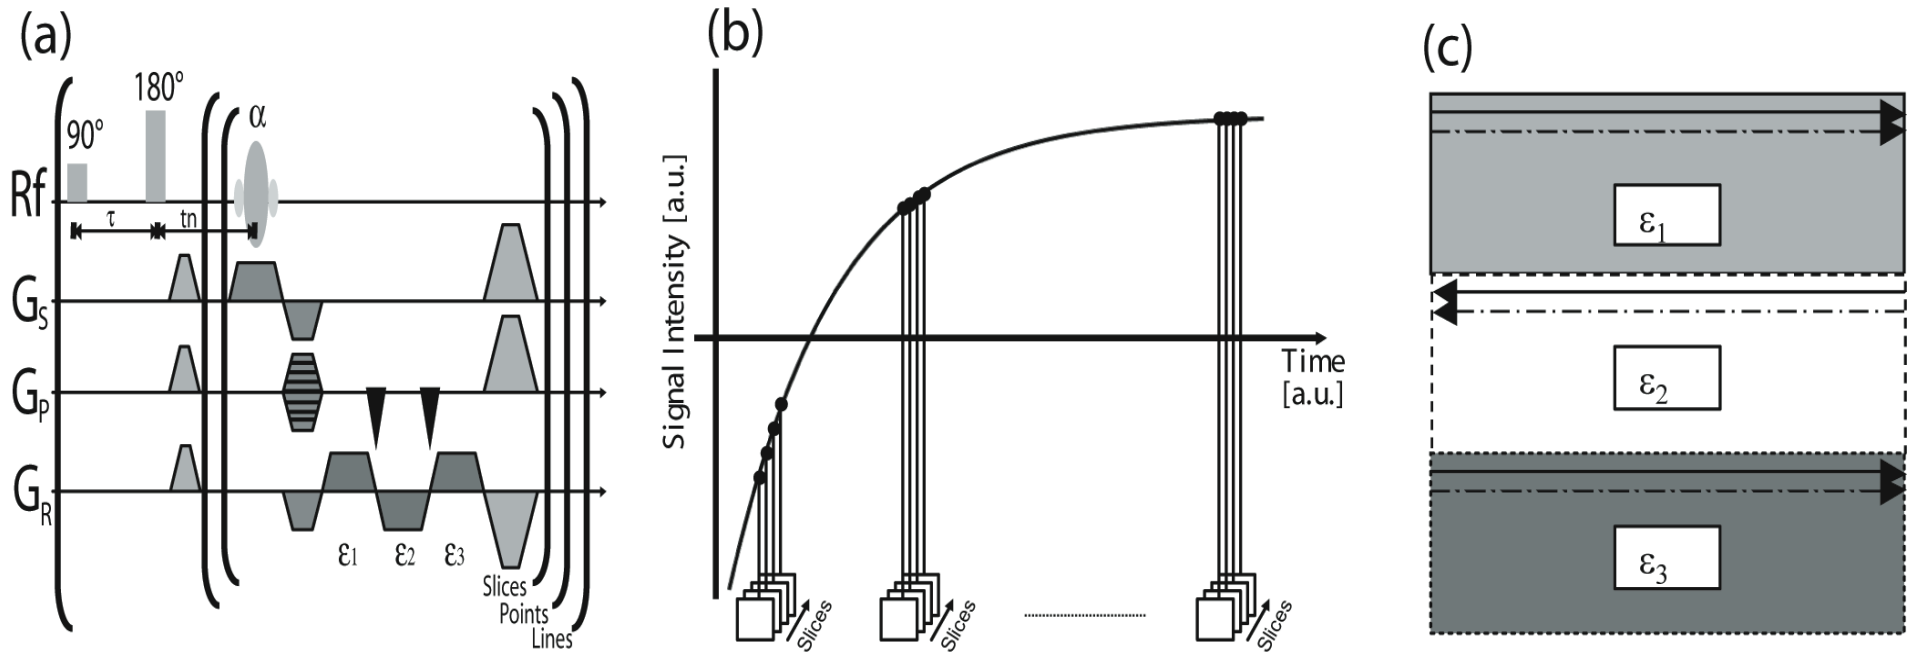 (a)
90°
180°
α
Rf
τ
tn
GS
GP
GR
ε1
ε2
ε3
Slices
Points
Lines
(b)
Signal Intensity [a.u.]
Time
[a.u.]
Slices
Slices
Slices
(c)
ε1
ε2
ε3